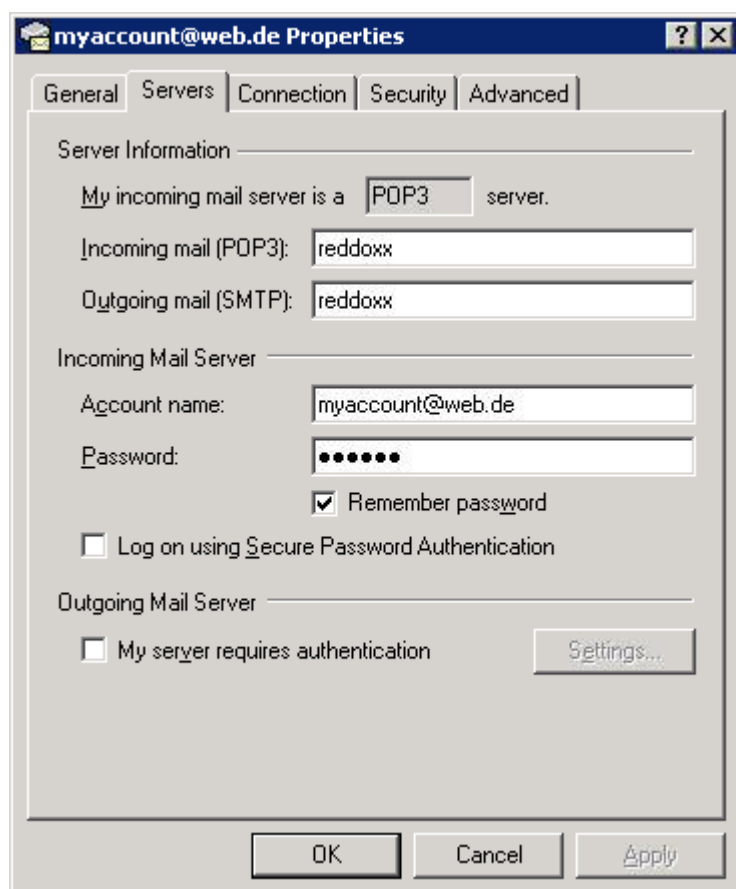 myaccount@web.de Properties ? ×
General Servers Connection Security Advanced
Server Information
My incoming mail server is a POP3 server.
Incoming mail (POP3): reddoxx
Outgoing mail (SMTP): reddoxx
Incoming Mail Server
Account name: myaccount@web.de
Password: ●●●●●●
Remember password
Log on using Secure Password Authentication
Outgoing Mail Server
My server requires authentication Settings...
OK Cancel Apply